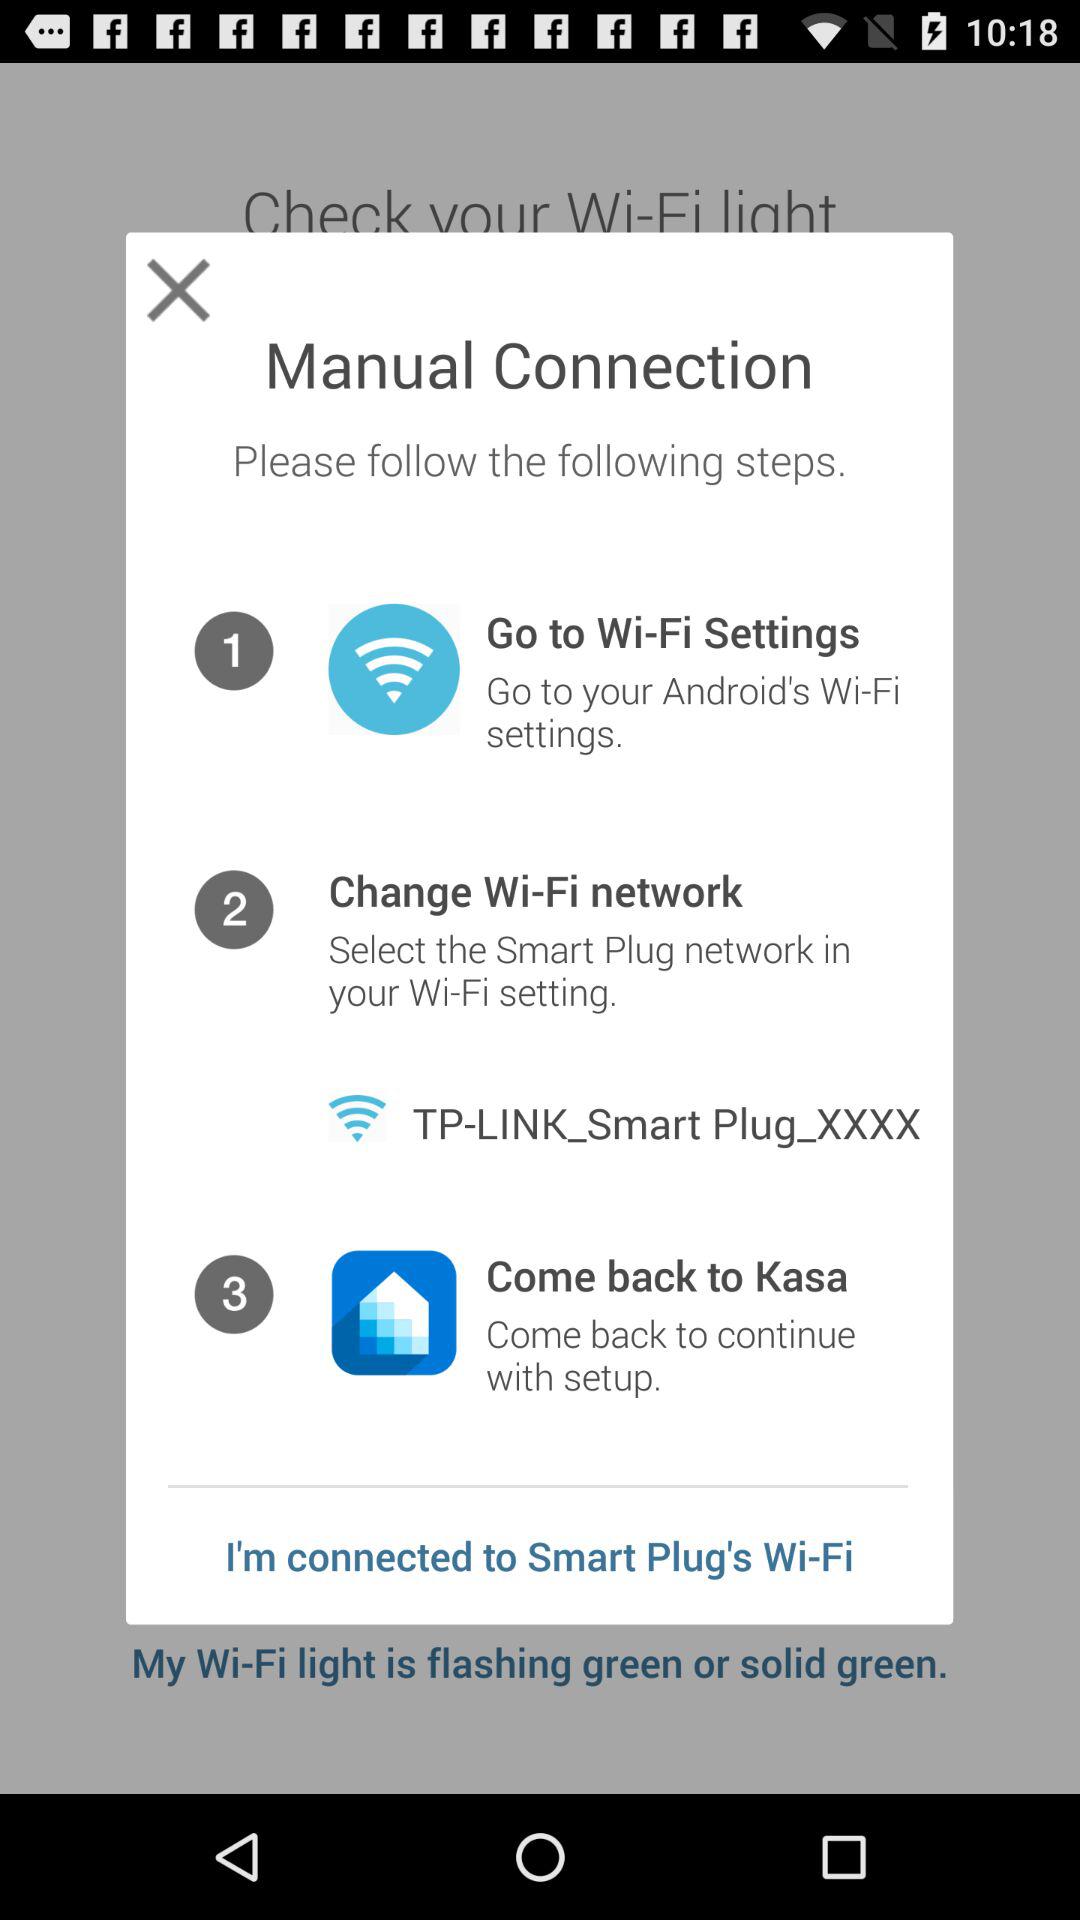 10:18
Check your Wi-Fi light
Manual Connection
Please follow the following steps.
1
Go to Wi-Fi Settings
Go to your Android's Wi-Fi
settings.
2
Change Wi-Fi network
Select the Smart Plug network in
your Wi-Fi setting.
TP-LINK_Smart Plug_XXXX
3
Come back to Kasa
Come back to continue
with setup.
I'm connected to Smart Plug's Wi-Fi
My Wi-Fi light is flashing green or solid green.